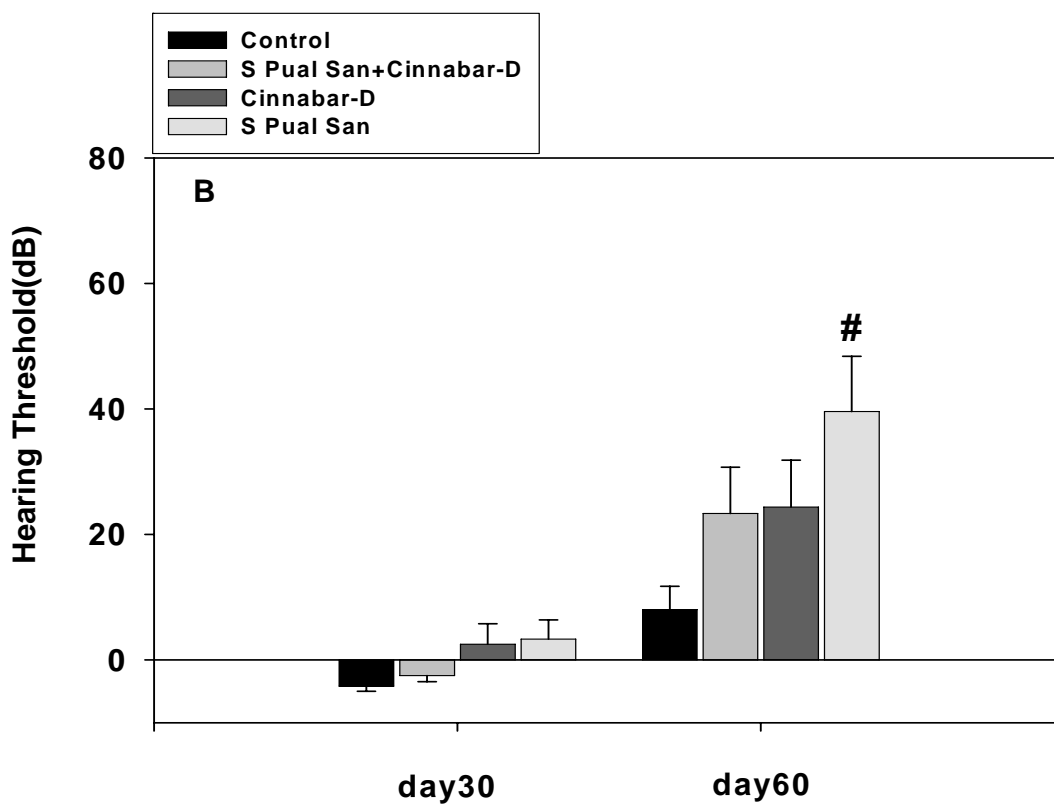 Control
S Pual San+Cinnabar-D
Cinnabar-D
S Pual San
B
Hearing Threshold(dB)
80
60
40
20
0
#
day30
day60